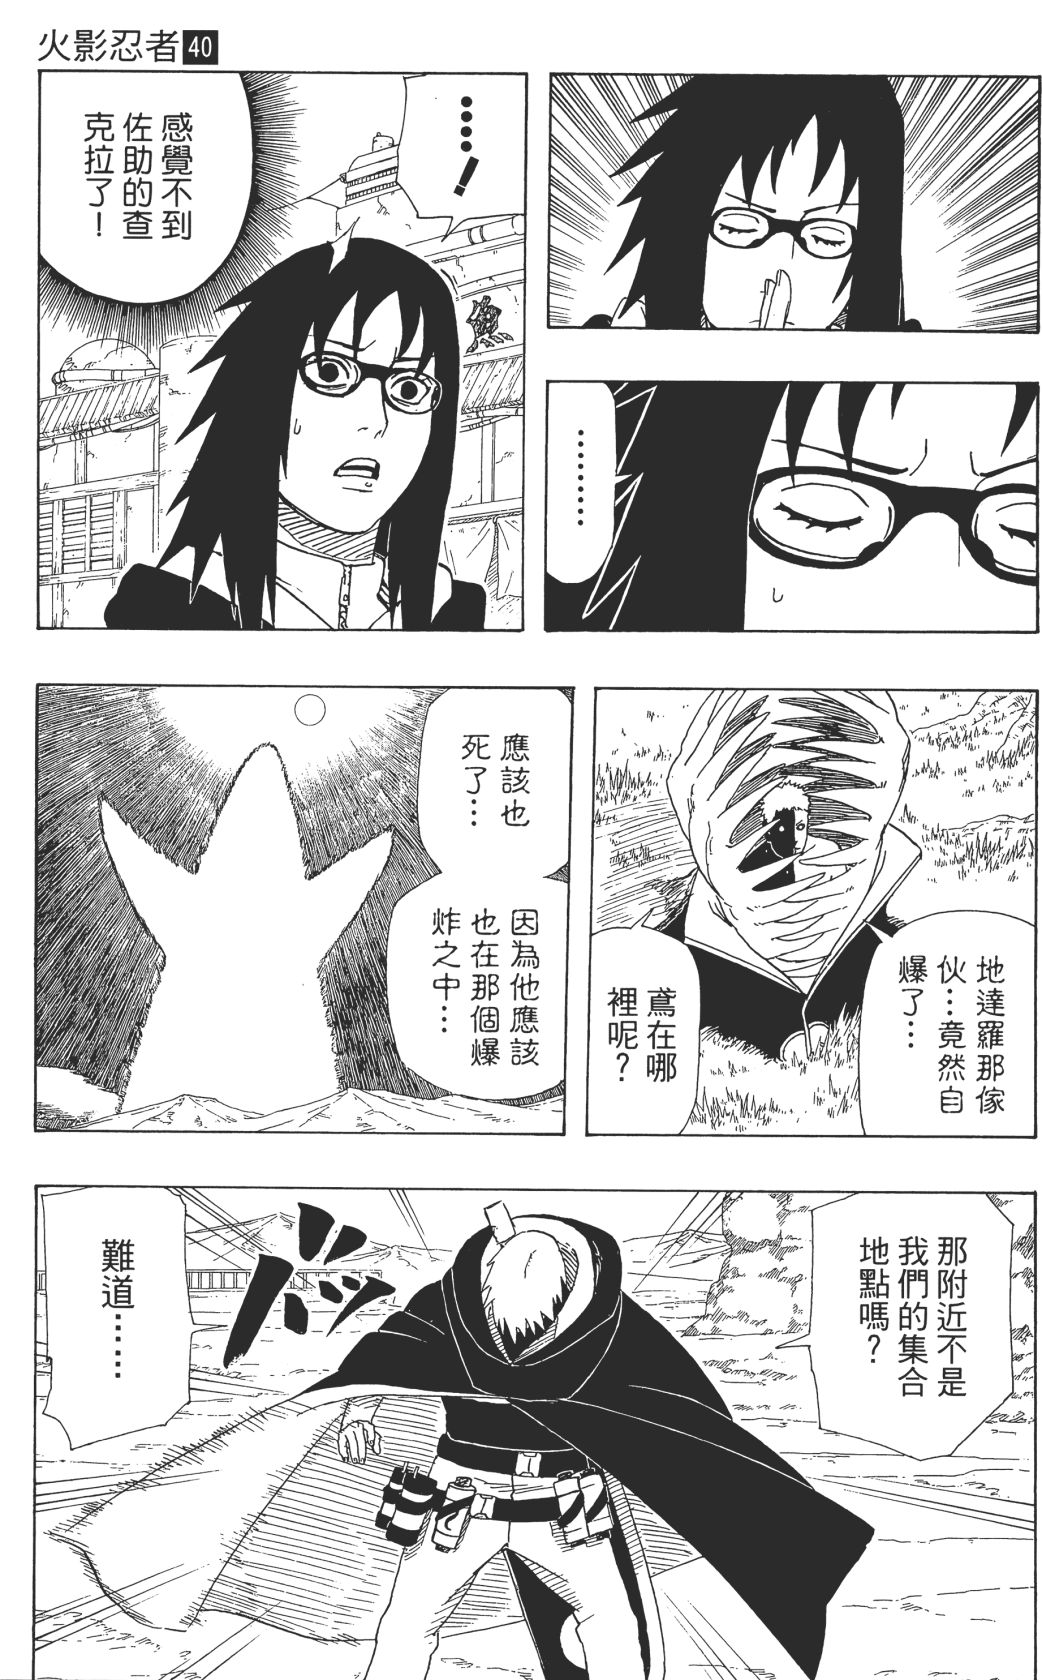 火影忍者40
………
…!
感覺不到
佐助的查
克拉了！
地達羅那傢
伙…竟然自
爆了…
鳶在哪
裡呢？
應該也
死了…
因為他應該
也在那個爆
炸之中…
那附近不是
我們的集合
地點嗎？
ドッ
難道……